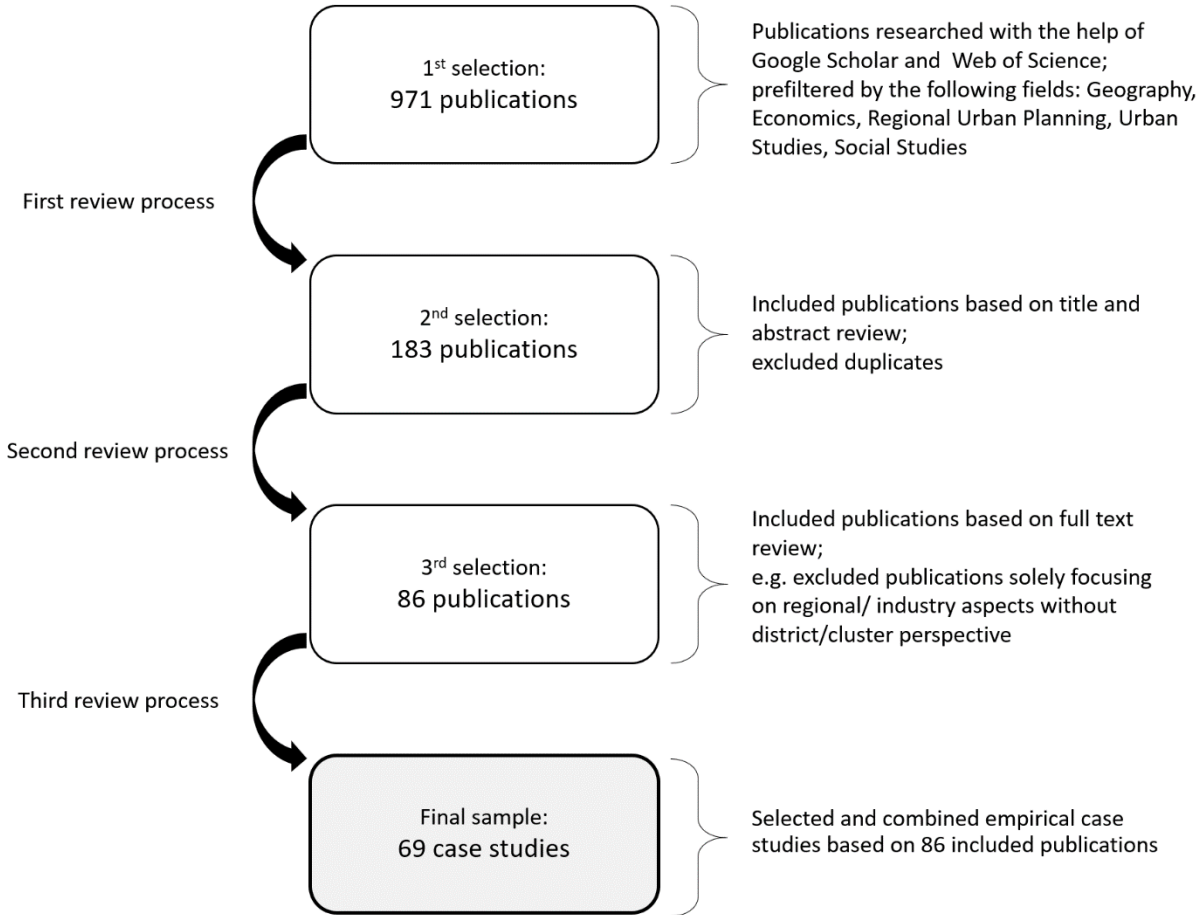 1st selection:
971 publications
Publications researched with the help of
Google Scholar and  Web of Science;
prefiltered by the following fields: Geography,
Economics, Regional Urban Planning, Urban
Studies, Social Studies
First review process
2nd selection:
183 publications
Included publications based on title and
abstract review;
excluded duplicates
Second review process
3rd selection:
86 publications
Included publications based on full text
review;
e.g. excluded publications solely focusing
on regional/ industry aspects without
district/cluster perspective
Third review process
Final sample:
69 case studies
Selected and combined empirical case
studies based on 86 included publications